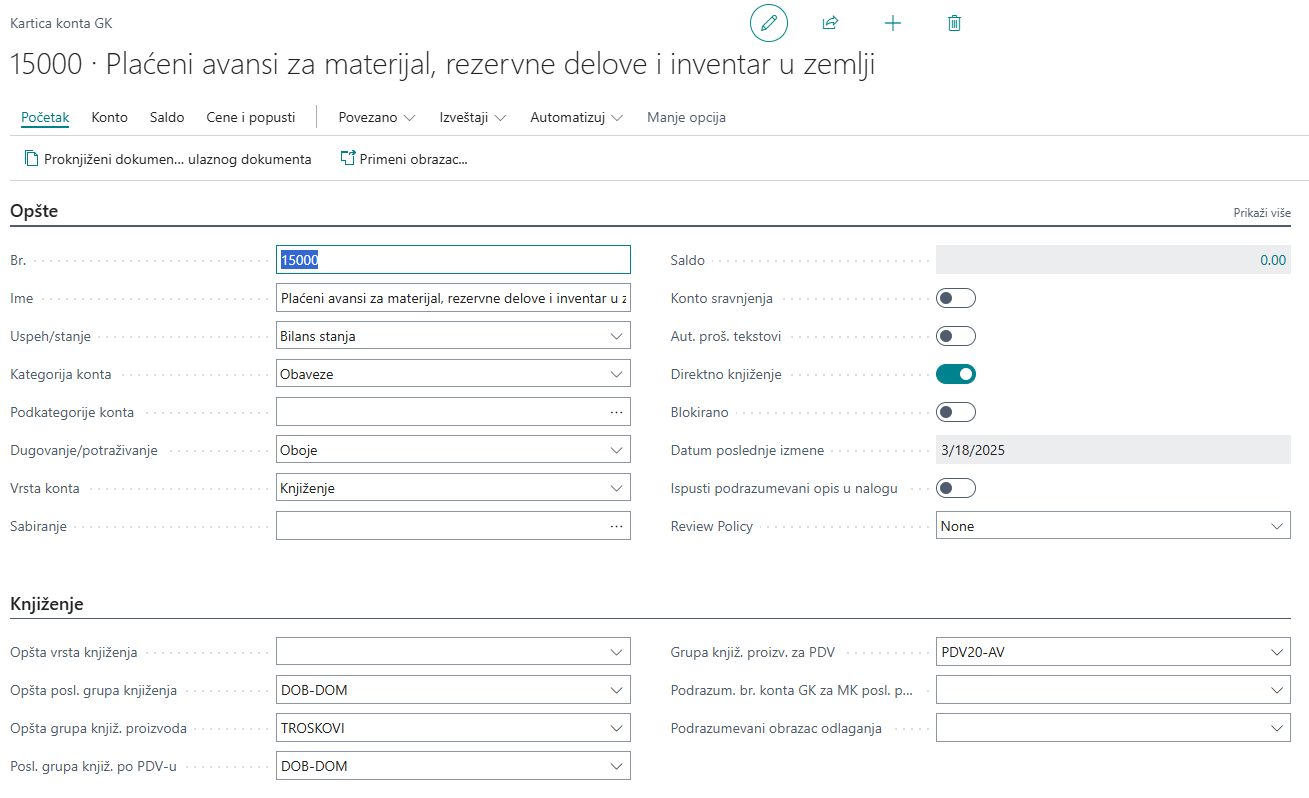 Kartica konta GK
15000 · Plaćeni avansi za materijal, rezervne delove i inventar u zemlji
Početak Konto Saldo Cene i popusti Povezano Izveštaji Automatizuj Manje opcija
Proknjiženi dokumen... ulaznog dokumenta Primeni obrazac...
Opšte Prikaži više
Br. 15000
Ime Plaćeni avansi za materijal, rezervne delove i inventar u z
Uspeh/stanje Bilans stanja
Kategorija konta Obaveze
Podkategorije konta ...
Dugovanje/potraživanje Oboje
Vrsta konta Knjiženje
Sabiranje ...
Saldo 0.00
Konto sravnjenja
Aut. proš. tekstovi
Direktno knjiženje
Blokirano
Datum poslednje izmene 3/18/2025
Ispusti podrazumevani opis u nalogu
Review Policy None
Knjiženje
Opšta vrsta knjiženja
Opšta posl. grupa knjiženja DOB-DOM
Opšta grupa knjiž. proizvoda TROSKOVI
Posl. grupa knjiž. po PDV-u DOB-DOM
Grupa knjiž. proizv. za PDV PDV20-AV
Podrazum. br. konta GK za MK posl. p...
Podrazumevani obrazac odlaganja